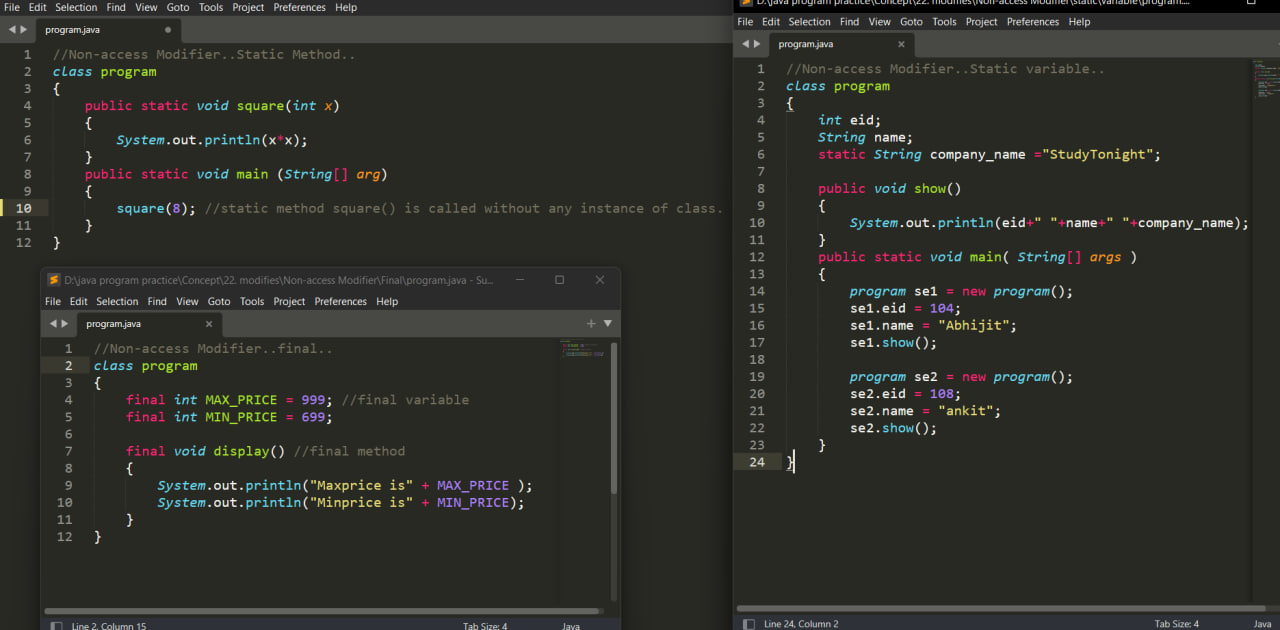 File Edit Selection Find View Goto Tools Project Preferences Help
program.java
1 //Non-access Modifier..Static Method..
2 class program
3 {
4 public static void square(int x)
5 {
6 System.out.println(x*x);
7 }
8 public static void main (String[] arg)
9 {
10 square(8); //static method square() is called without any instance of class.
11 }
12 }
D:\java program practice\Concept\22. modifies\Non-access Modifier\Final\program.java - Su...
File Edit Selection Find View Goto Tools Project Preferences Help
program.java
1 //Non-access Modifier..final..
2 class program
3 {
4 final int MAX_PRICE = 999; //final variable
5 final int MIN_PRICE = 699;
6
7 final void display() //final method
8 {
9 System.out.println("Maxprice is" + MAX_PRICE );
10 System.out.println("Minprice is" + MIN_PRICE);
11 }
12 }
Line 2, Column 15 Tab Size: 4 Java
D:\java program practice\Concept\22. modifies\Non-access Modifier\static\variable\program....
File Edit Selection Find View Goto Tools Project Preferences Help
program.java
1 //Non-access Modifier..Static variable..
2 class program
3 {
4 int eid;
5 String name;
6 static String company_name ="StudyTonight";
7
8 public void show()
9 {
10 System.out.println(eid+" "+name+" "+company_name);
11 }
12 public static void main( String[] args )
13 {
14 program se1 = new program();
15 se1.eid = 104;
16 se1.name = "Abhijit";
17 se1.show();
18
19 program se2 = new program();
20 se2.eid = 108;
21 se2.name = "ankit";
22 se2.show();
23 }
24 }
Line 24, Column 2 Tab Size: 4 Java